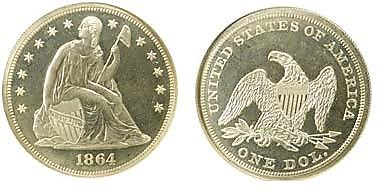 1864
UNITED STATES OF AMERICA
ONE DOL.